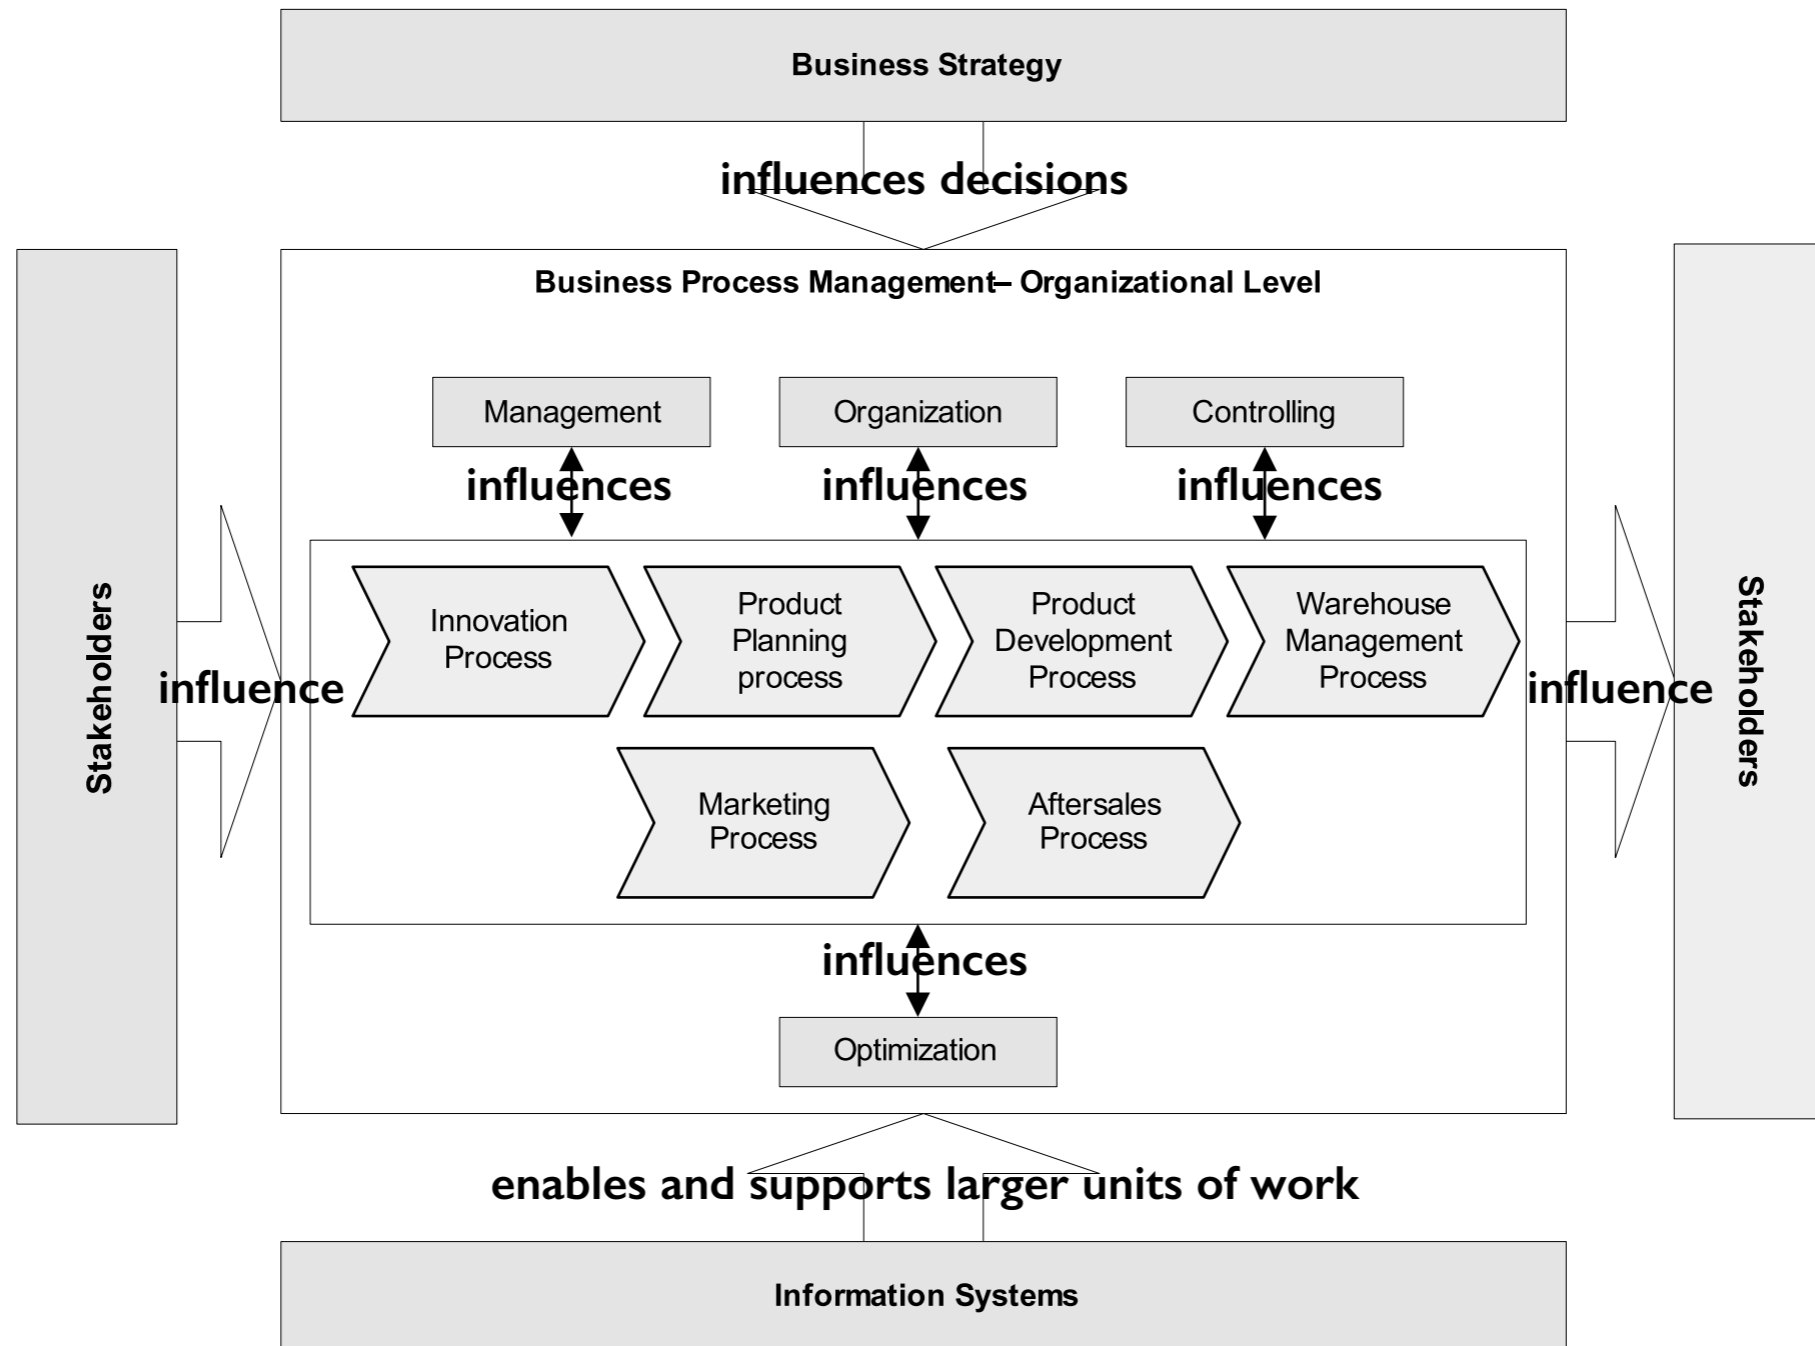 Business Strategy
influences decisions
Business Process Management– Organizational Level
Management
Organization
Controlling
influences
influences
influences
Stakeholders
influence
Innovation
Process
Product
Planning
process
Product
Development
Process
Warehouse
Management
Process
influence
Stakeholders
Marketing
Process
Aftersales
Process
influences
Optimization
enables and supports larger units of work
Information Systems